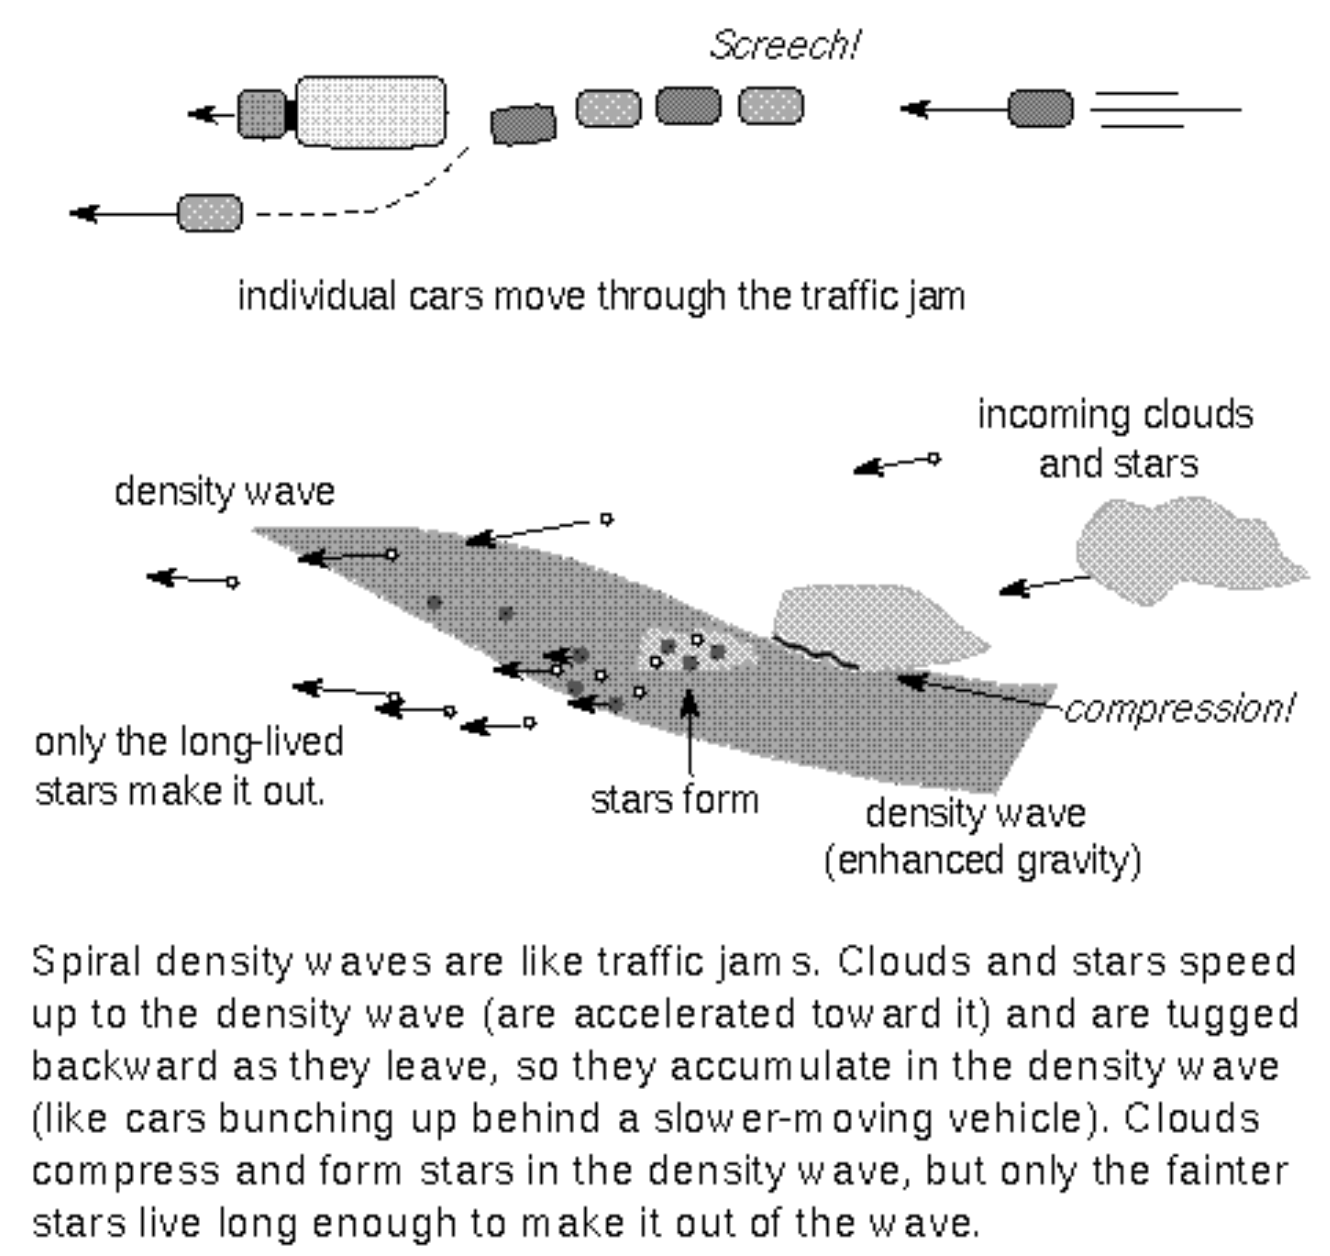 Screech!
individual cars move through the traffic jam
incoming clouds
and stars
density wave
compression!
only the long-lived
stars make it out.
stars form
density wave
(enhanced gravity)
Spiral density waves are like traffic jams. Clouds and stars speed
up to the density wave (are accelerated toward it) and are tugged
backward as they leave, so they accumulate in the density wave
(like cars bunching up behind a slower-moving vehicle). Clouds
compress and form stars in the density wave, but only the fainter
stars live long enough to make it out of the wave.